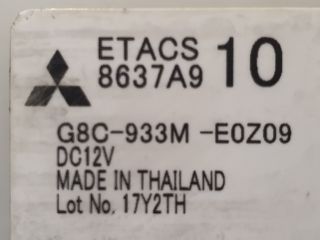 ETACS 10
8637A9
G8C-933M -E0Z09
DC12V
MADE IN THAILAND
Lot No. 17Y2TH